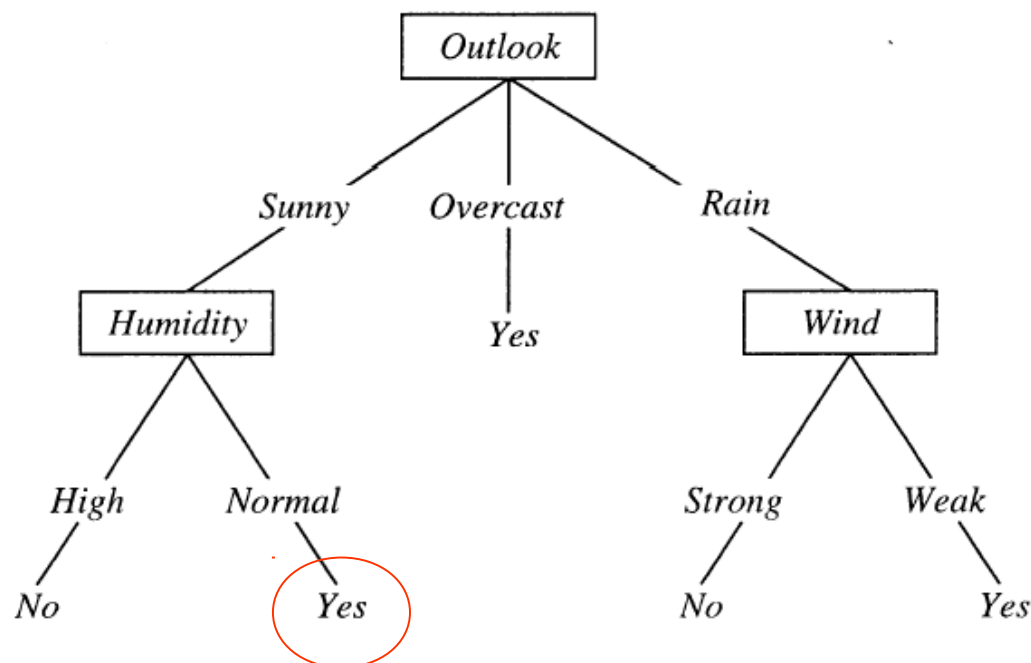 Outlook
Sunny Overcast Rain
Humidity Yes Wind
High Normal Strong Weak
No Yes No Yes